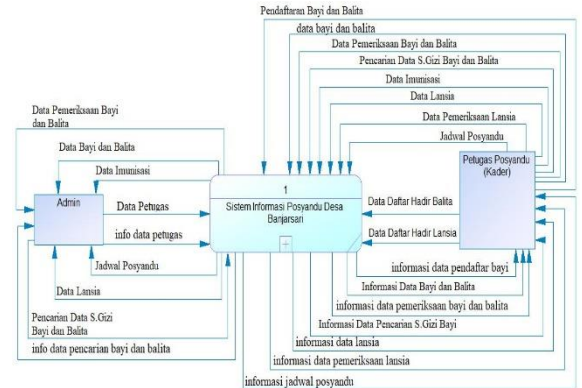 Pendaftaran Bayi dan Balita
data bayi dan balita
Data Pemeriksaan Bayi dan Balita
Pencarian Data S.Gizi Bayi dan Balita
Data Imunisasi
Data Lansia
Data Pemeriksaan Lansia
Jadwal Posyandu
Data Pemeriksaan Bayi
dan Balita
Data Bayi dan Balita
Data Imunisasi
Admin
Data Petugas
info data petugas
Jadwal Posyandu
Data Lansia
Pencarian Data S.Gizi
Bayi dan Balita
info data pencarian bayi dan balita
1
Sistem Informasi Posyandu Desa
Banjarsari
Petugas Posyandu
(Kader)
Data Daftar Hadir Balita
Data Daftar Hadir Lansia
informasi data pendaftar bayi
Informasi Data Bayi dan Balita
informasi data pemeriksaan bayi dan balita
Informasi Data Pencarian S.Gizi Bayi
informasi data lansia
informasi data pemeriksaan lansia
informasi jadwal posyandu